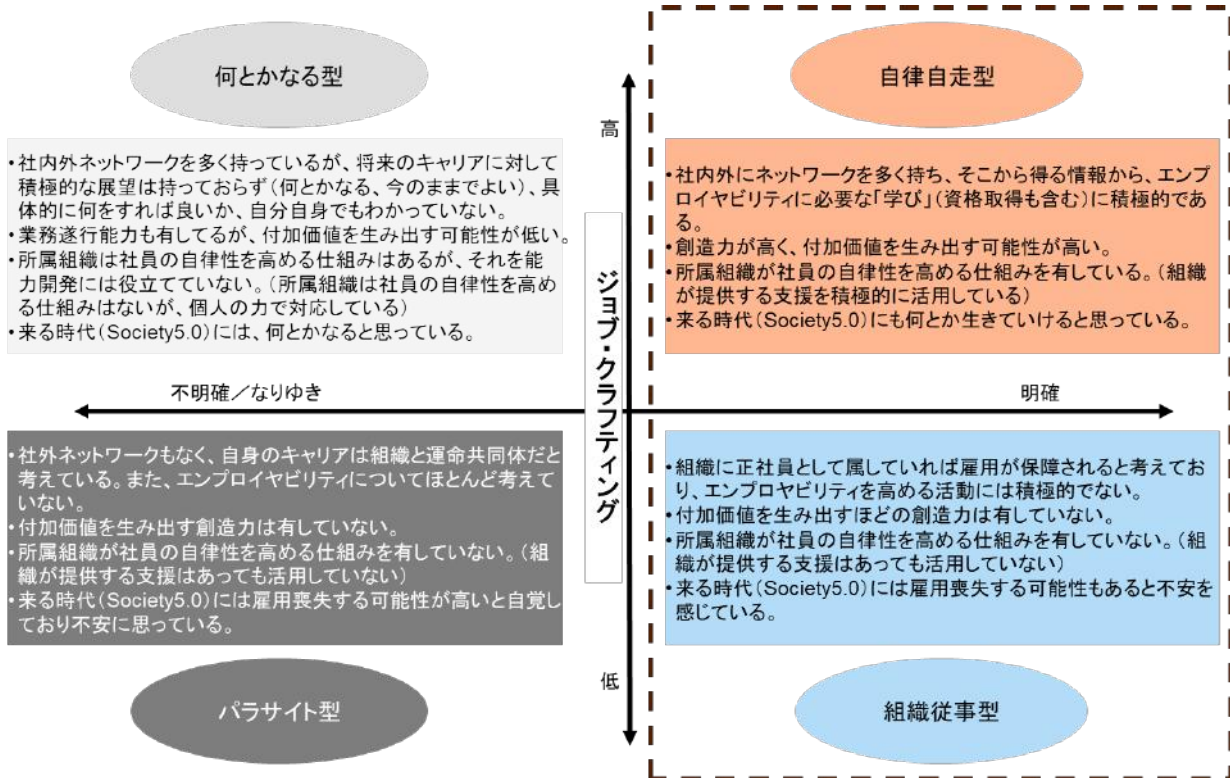 何とかなる型
自律自走型
高
・社内外ネットワークを多く持っているが、将来のキャリアに対して
積極的な展望は持っておらず(何とかなる、今のままでよい)、具
体的に何をすれば良いか、自分自身でもわかっていない。
・業務遂行能力も有してるが、付加価値を生み出す可能性が低い。
・所属組織は社員の自律性を高める仕組みはあるが、それを能
力開発には役立てていない。(所属組織は社員の自律性を高め
る仕組みはないが、個人の力で対応している)
・来る時代(Society5.0)には、何とかなると思っている。
・社内外にネットワークを多く持ち、そこから得る情報から、エンプ
ロイヤビリティに必要な「学び」(資格取得も含む)に積極的であ
る。
・創造力が高く、付加価値を生み出す可能性が高い。
・所属組織が社員の自律性を高める仕組みを有している。(組織
が提供する支援を積極的に活用している)
・来る時代(Society5.0)にも何とか生きていけると思っている。
ジョブ・クラフティング
不明確/なりゆき
明確
・社外ネットワークもなく、自身のキャリアは組織と運命共同体だと
考えている。また、エンプロイヤビリティについてほとんど考えて
いない。
・付加価値を生み出す創造力は有していない。
・所属組織が社員の自律性を高める仕組みを有していない。(組
織が提供する支援はあっても活用していない)
・来る時代(Society5.0)には雇用喪失する可能性が高いと自覚し
ており不安に思っている。
・組織に正社員として属していれば雇用が保障されると考えてお
り、エンプロヤビリティを高める活動には積極的でない。
・付加価値を生み出すほどの創造力は有していない。
・所属組織が社員の自律性を高める仕組みを有していない。(組
織が提供する支援はあっても活用していない)
・来る時代(Society5.0)には雇用喪失する可能性もあると不安を
感じている。
低
パラサイト型
組織従事型